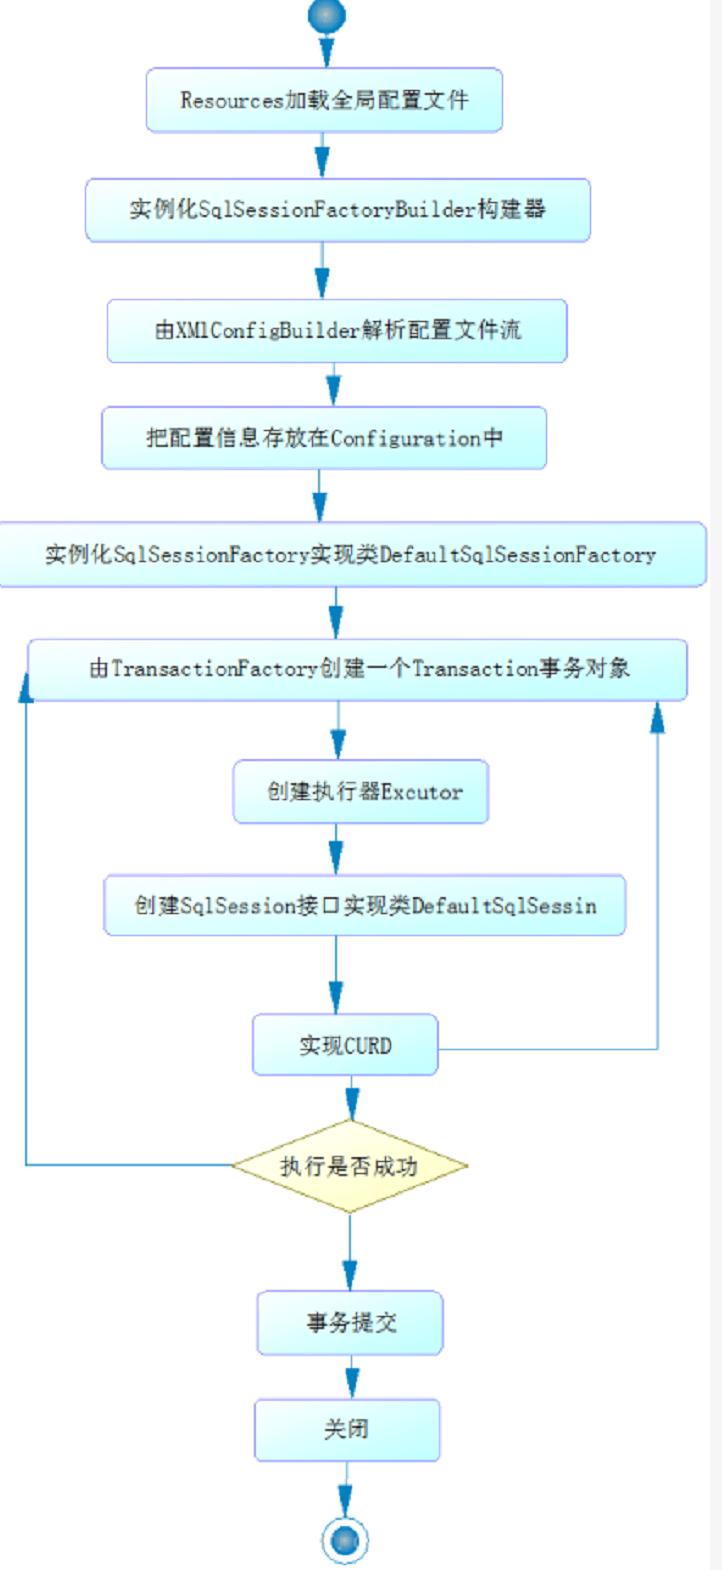 Resources加载全局配置文件
实例化SqlSessionFactoryBuilder构建器
由XMlConfigBuilder解析配置文件流
把配置信息存放在Configuration中
实例化SqlSessionFactory实现类DefaultSqlSessionFactory
由TransactionFactory创建一个Transaction事务对象
创建执行器Excutor
创建SqlSession接口实现类DefaultSqlSessin
实现CURD
执行是否成功
事务提交
关闭